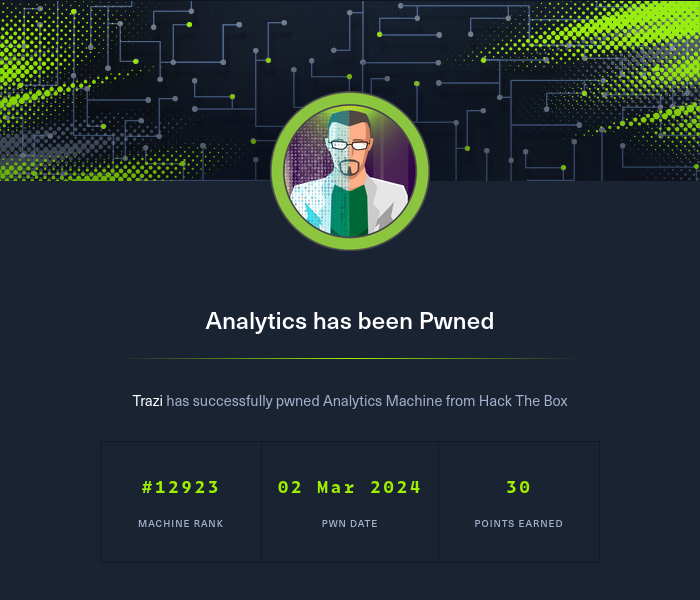 Analytics has been Pwned
Trazi has successfully pwned Analytics Machine from Hack The Box
#12923
MACHINE RANK
02 Mar 2024
PWN DATE
30
POINTS EARNED